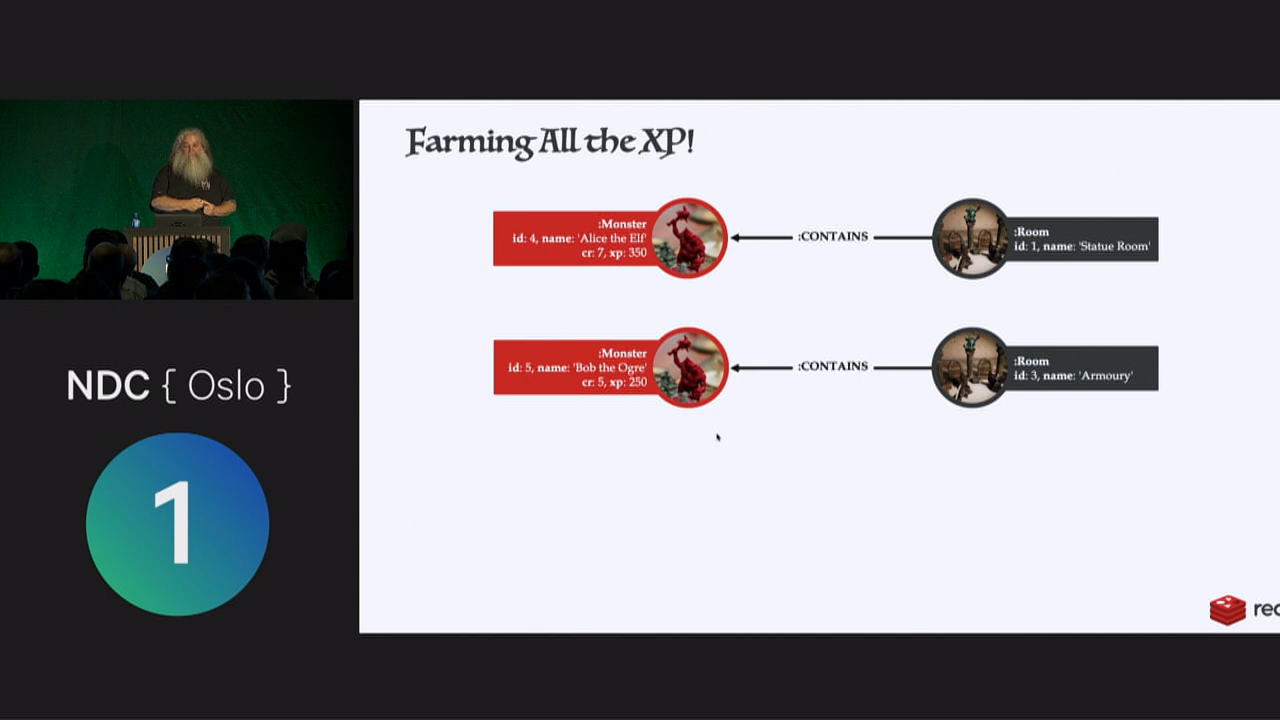 Farming All the XP!
:Monster
id: 4, name: 'Alice the Elf'
cr: 7, xp: 350
:CONTAINS
:Room
id: 1, name: 'Statue Room'
:Monster
id: 5, name: 'Bob the Ogre'
cr: 5, xp: 250
:CONTAINS
:Room
id: 3, name: 'Armoury'
NDC { Oslo }
1